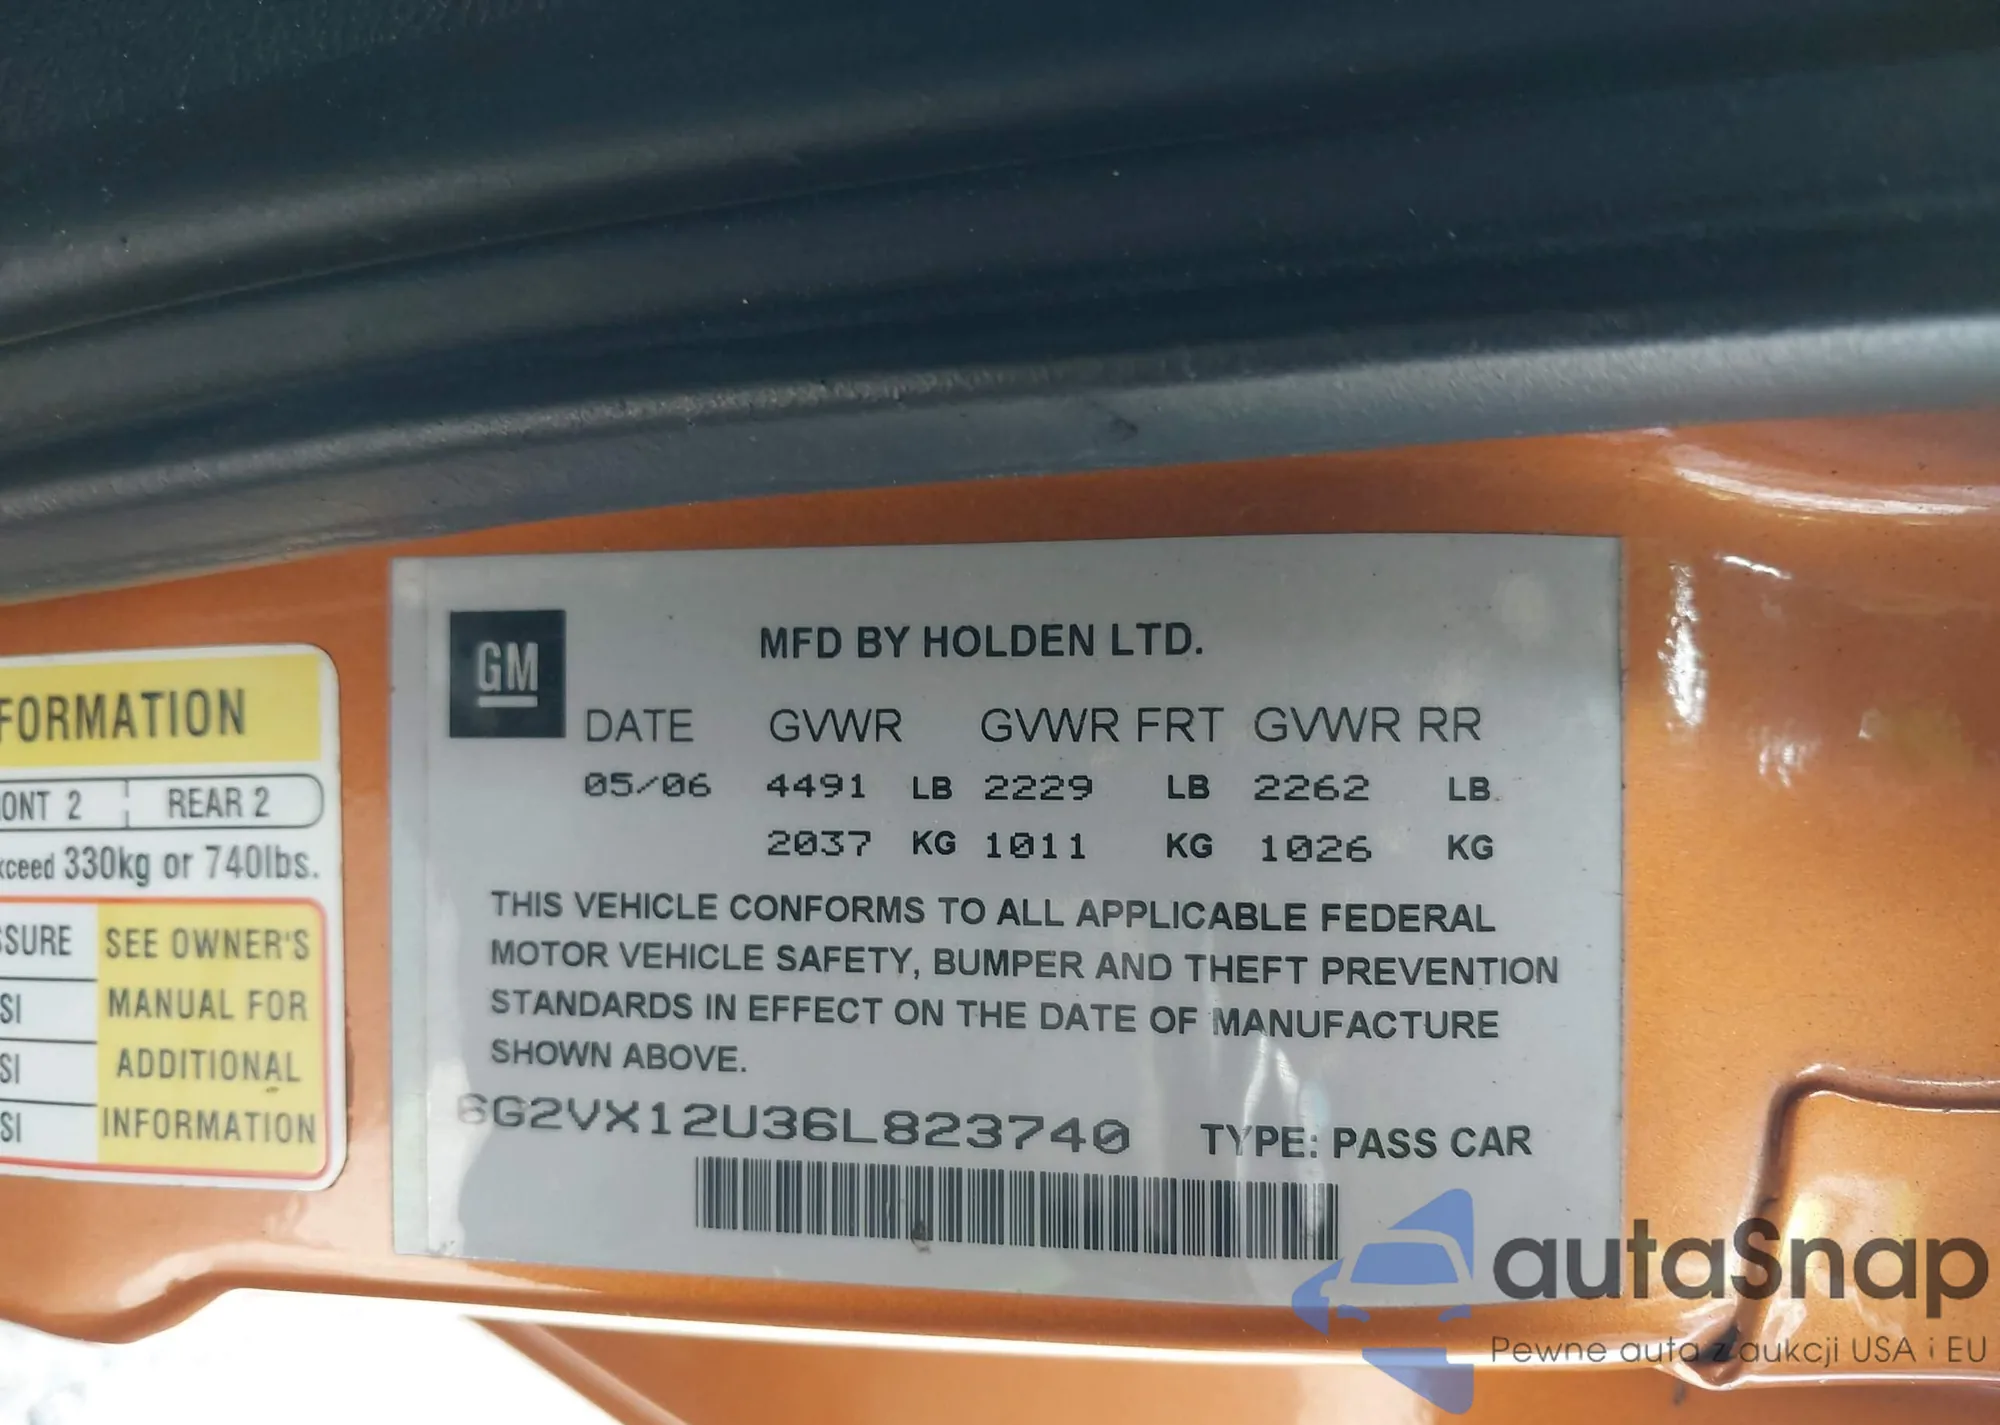 FORMATION
ONT 2 REAR 2
xceed 330kg or 740lbs.
SSURE SEE OWNER'S
SI MANUAL FOR
SI ADDITIONAL
SI INFORMATION
GM
MFD BY HOLDEN LTD.
DATE GVWR GVWR FRT GVWR RR
05/06 4491 LB 2229 LB 2262 LB
2037 KG 1011 KG 1026 KG
THIS VEHICLE CONFORMS TO ALL APPLICABLE FEDERAL
MOTOR VEHICLE SAFETY, BUMPER AND THEFT PREVENTION
STANDARDS IN EFFECT ON THE DATE OF MANUFACTURE
SHOWN ABOVE.
6G2VX12U36L823740 TYPE: PASS CAR
autaSnap
Pewne auta z aukcji USA i EU